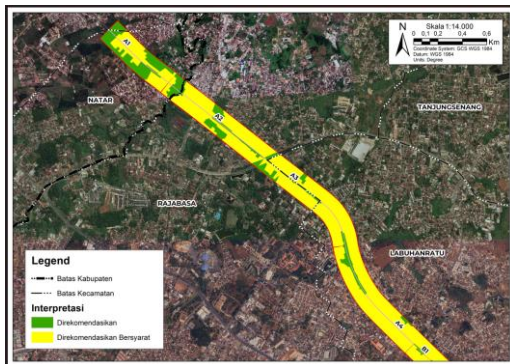 N
Skala 1:14.000
0 0,1 0,2 0,4 0,6
Km
Coordinate System: GCS WGS 1984
Datum: WGS 1984
Units: Degree
A1
NATAR
TANJUNGSENANG
A2
A3
RAJABASA
LABUHANRATU
Legend
Batas Kabupaten
Batas Kecamatan
Interpretasi
Direkomendasikan
Direkomendasikan Bersyarat
A4
B1